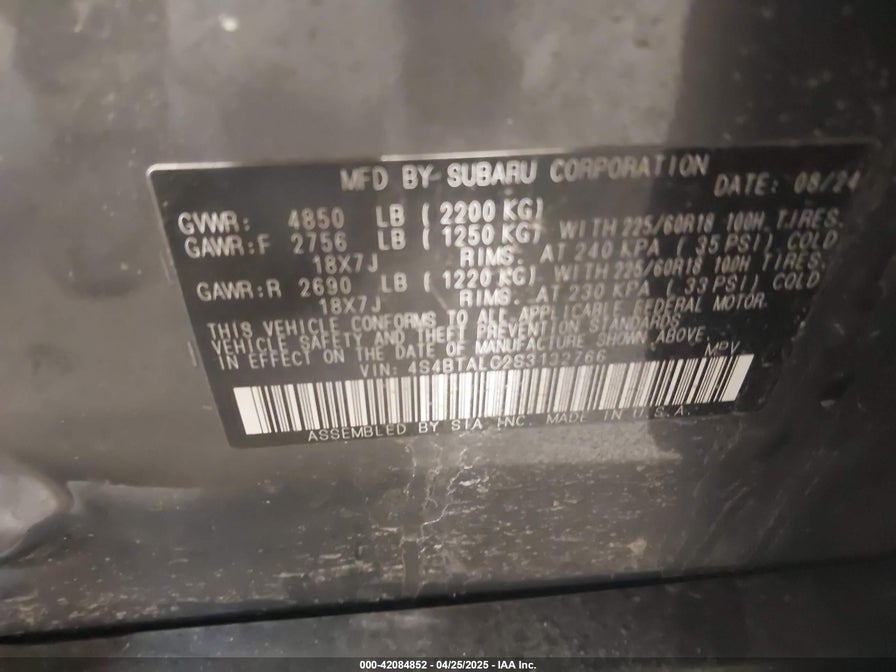 MFD BY SUBARU CORPORATION
DATE: 08/24
GVWR: 4850 LB ( 2200 KG)
GAWR:F 2756 LB ( 1250 KG) WITH 225/60R18 100H TIRES.
18X7J RIMS. AT 240 KPA ( 35 PSI) COLD
GAWR:R 2690 LB ( 1220 KG) WITH 225/60R18 100H TIRES.
18X7J RIMS. AT 230 KPA ( 33 PSI) COLD
THIS VEHICLE CONFORMS TO ALL APPLICABLE FEDERAL MOTOR
VEHICLE SAFETY AND THEFT PREVENTION STANDARDS
IN EFFECT ON THE DATE OF MANUFACTURE SHOWN ABOVE.
VIN: 4S4BTALC2S3132766 MPV
ASSEMBLED BY SIA INC. MADE IN U.S.A.
000-42084852 - 04/25/2025 - IAA Inc.